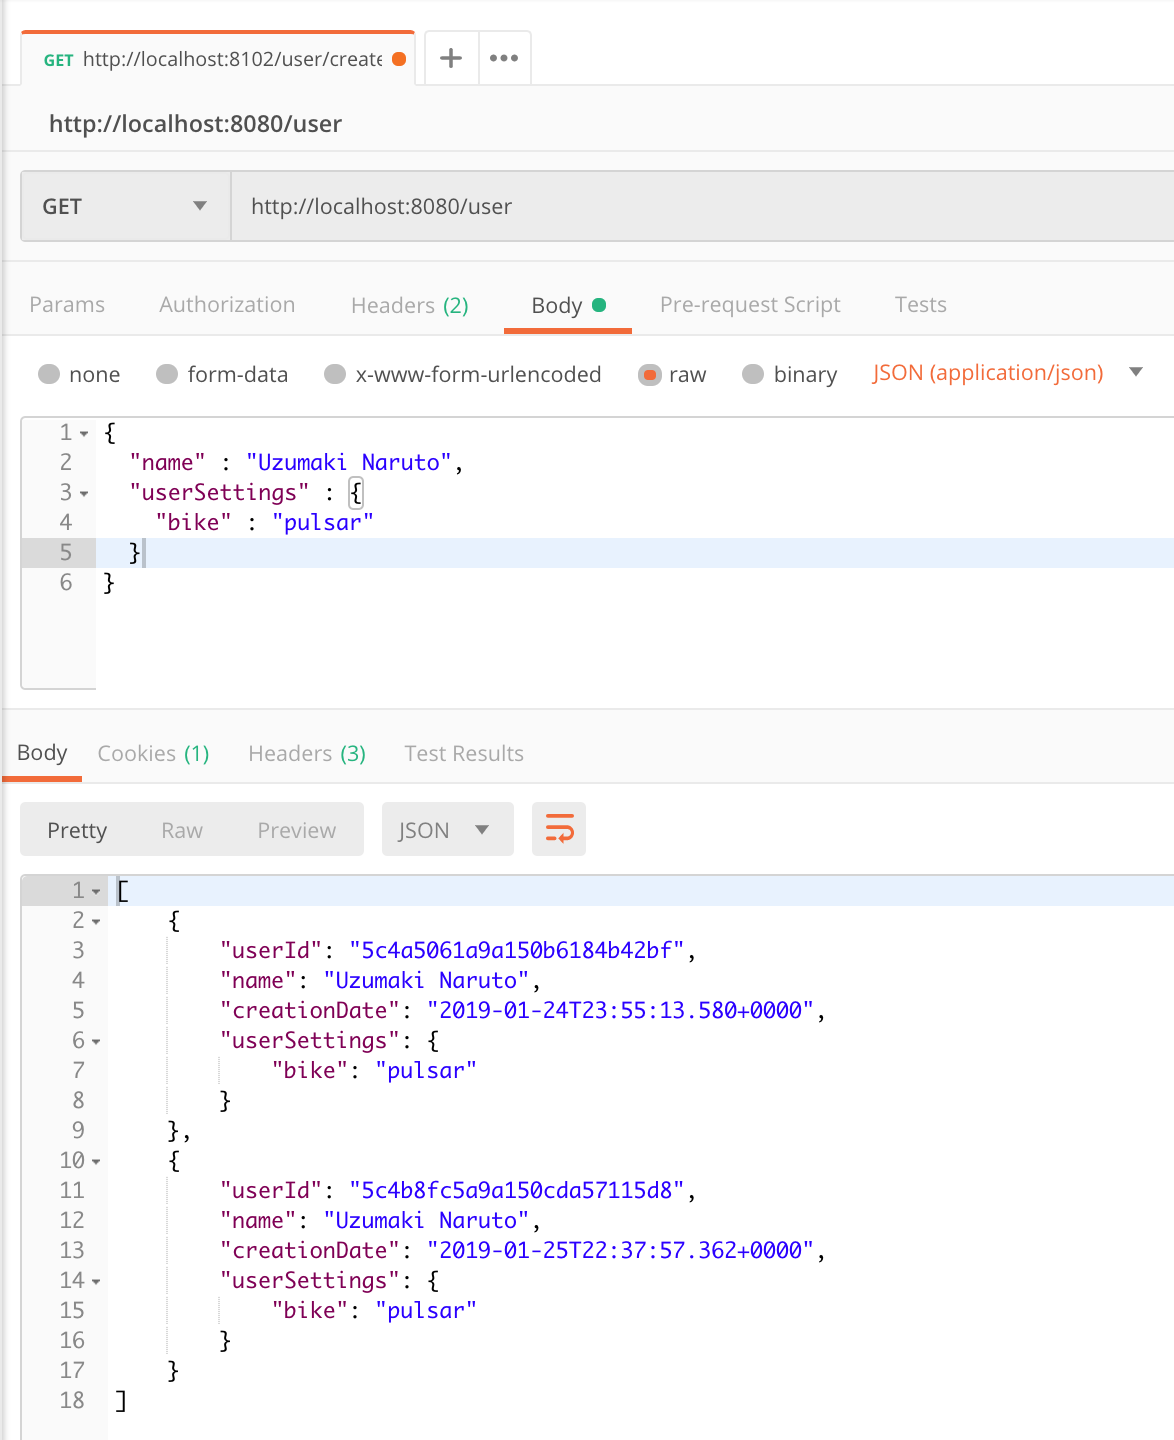 GET http://localhost:8102/user/create
http://localhost:8080/user
GET http://localhost:8080/user
Params Authorization Headers (2) Body Pre-request Script Tests
none form-data x-www-form-urlencoded raw binary JSON (application/json)
1 {
2 "name" : "Uzumaki Naruto",
3 "userSettings" : {
4 "bike" : "pulsar"
5 }
6 }
Body Cookies (1) Headers (3) Test Results
Pretty Raw Preview JSON
1 [
2 {
3 "userId": "5c4a5061a9a150b6184b42bf",
4 "name": "Uzumaki Naruto",
5 "creationDate": "2019-01-24T23:55:13.580+0000",
6 "userSettings": {
7 "bike": "pulsar"
8 }
9 },
10 {
11 "userId": "5c4b8fc5a9a150cda57115d8",
12 "name": "Uzumaki Naruto",
13 "creationDate": "2019-01-25T22:37:57.362+0000",
14 "userSettings": {
15 "bike": "pulsar"
16 }
17 }
18 ]